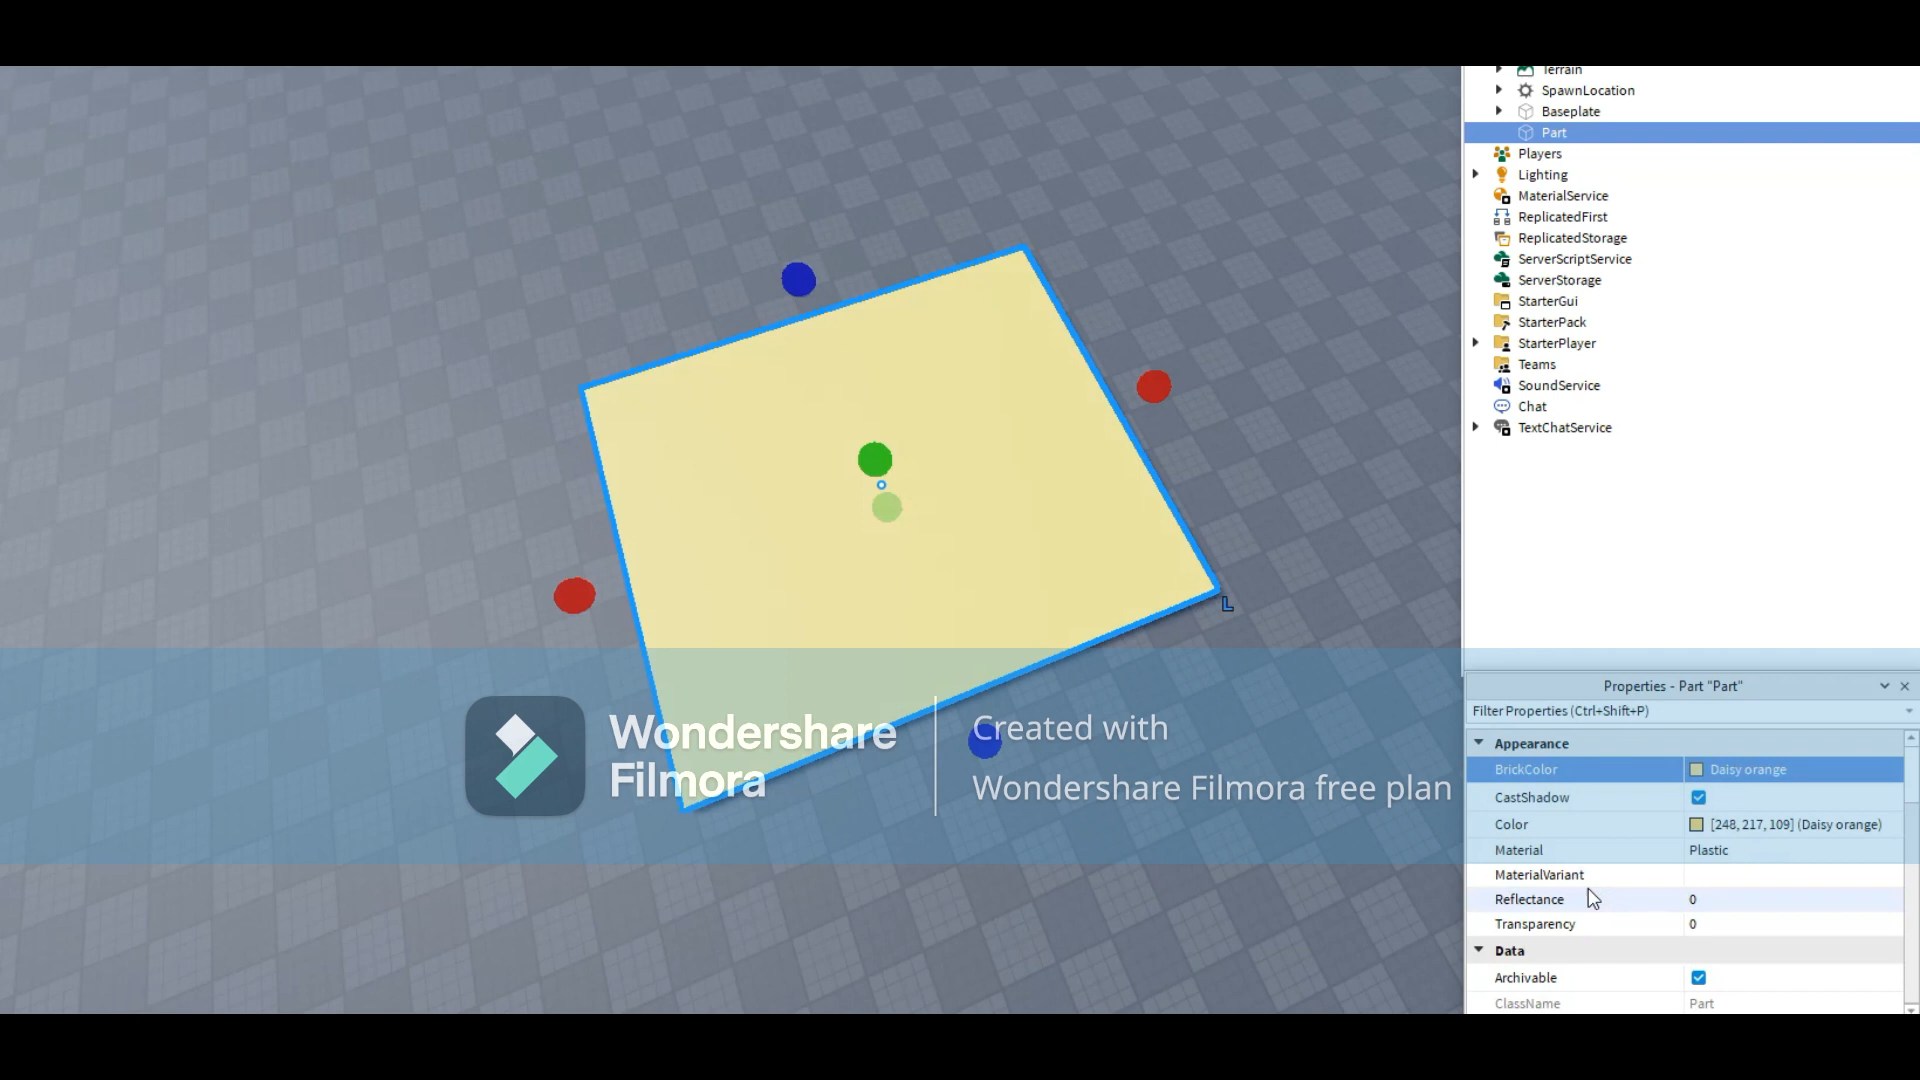 Terrain
SpawnLocation
Baseplate
Part
Players
Lighting
MaterialService
ReplicatedFirst
ReplicatedStorage
ServerScriptService
ServerStorage
StarterGui
StarterPack
StarterPlayer
Teams
SoundService
Chat
TextChatService
L
Wondershare
Filmora
Created with
Wondershare Filmora free plan
Properties - Part "Part"
Filter Properties (Ctrl+Shift+P)
Appearance
BrickColor Daisy orange
CastShadow
Color [248, 217, 109] (Daisy orange)
Material Plastic
MaterialVariant
Reflectance 0
Transparency 0
Data
Archivable
ClassName Part